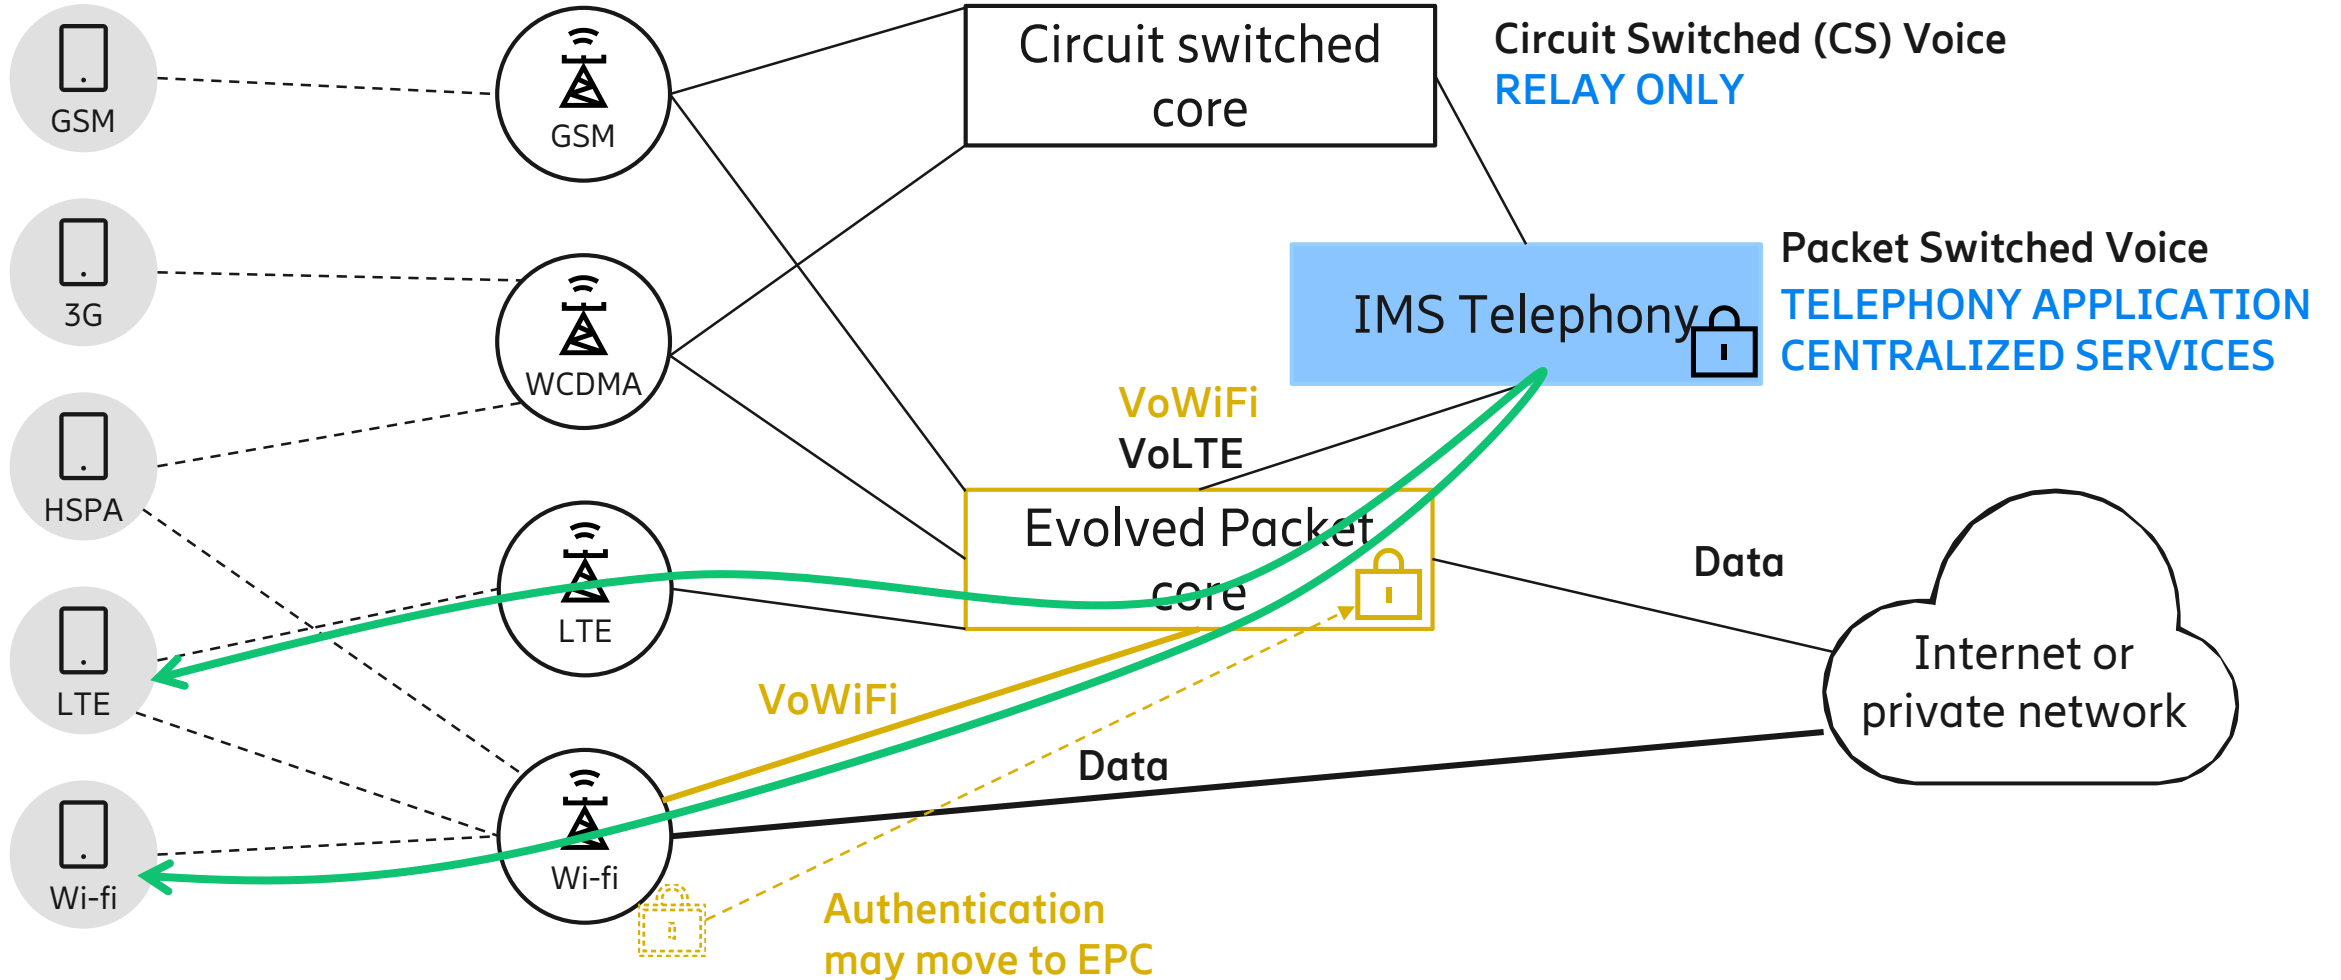 GSM
3G
HSPA
LTE
Wi-fi
GSM
WCDMA
LTE
Wi-fi
Circuit switched
core
Circuit Switched (CS) Voice
RELAY ONLY
IMS Telephony
Packet Switched Voice
TELEPHONY APPLICATION
CENTRALIZED SERVICES
VoWiFi
VoLTE
Evolved Packet
core
Data
Internet or
private network
VoWiFi
Data
Authentication
may move to EPC